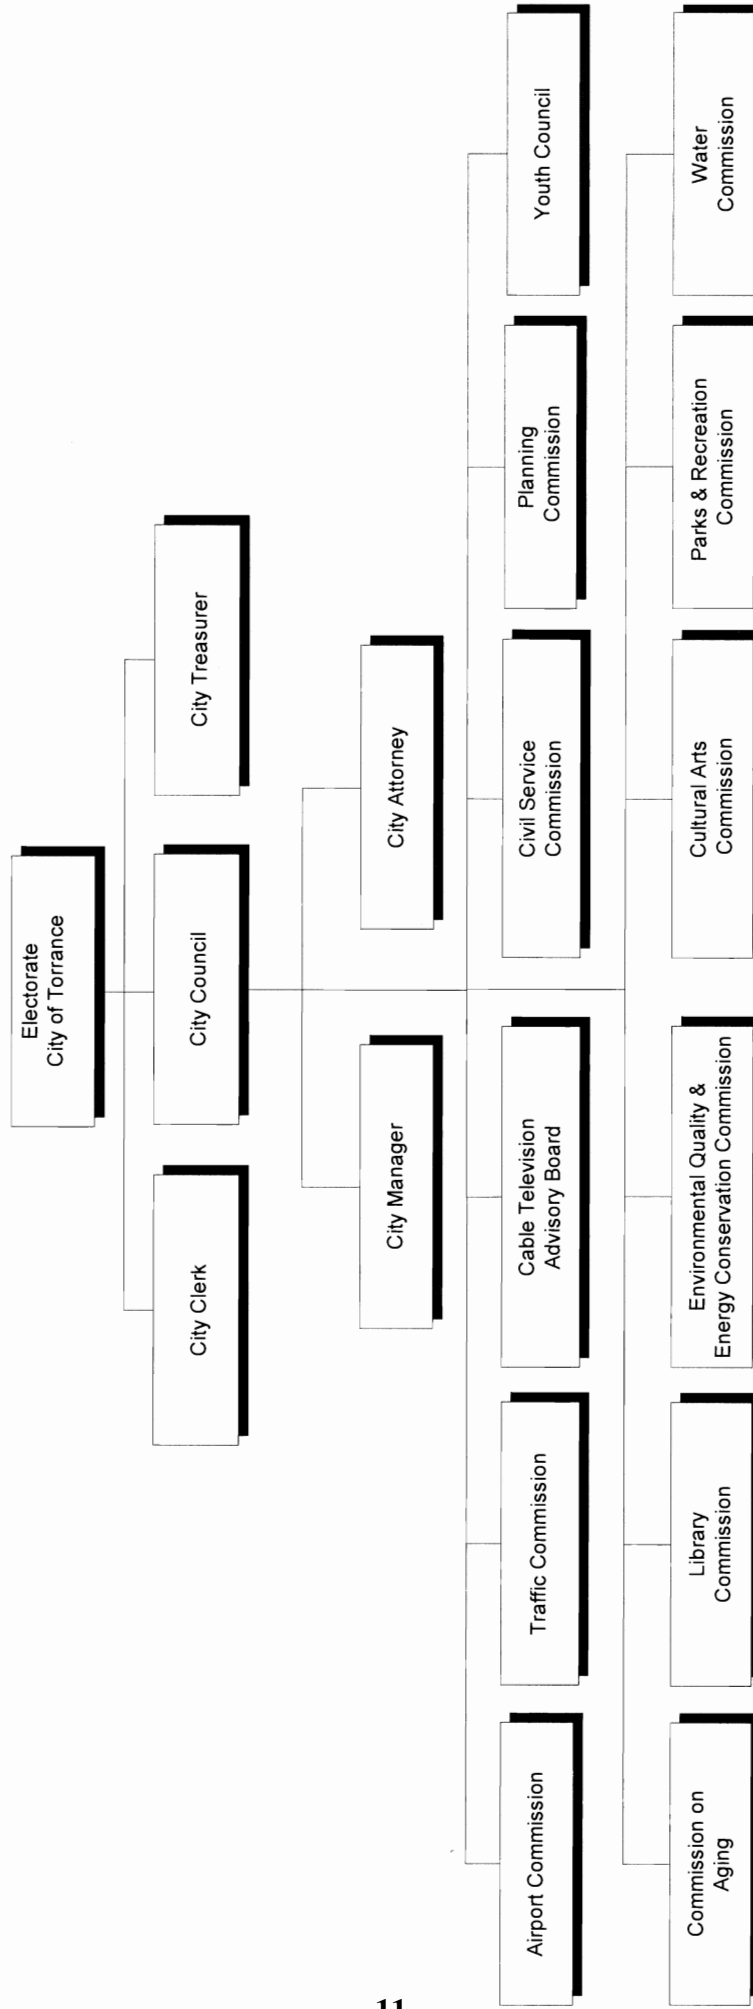 Electorate
City of Torrance
City Clerk
City Council
City Treasurer
City Manager
City Attorney
Airport Commission
Traffic Commission
Cable Television
Advisory Board
Civil Service
Commission
Planning
Commission
Youth Council
Commission on
Aging
Library
Commission
Environmental Quality &
Energy Conservation Commission
Cultural Arts
Commission
Parks & Recreation
Commission
Water
Commission
11